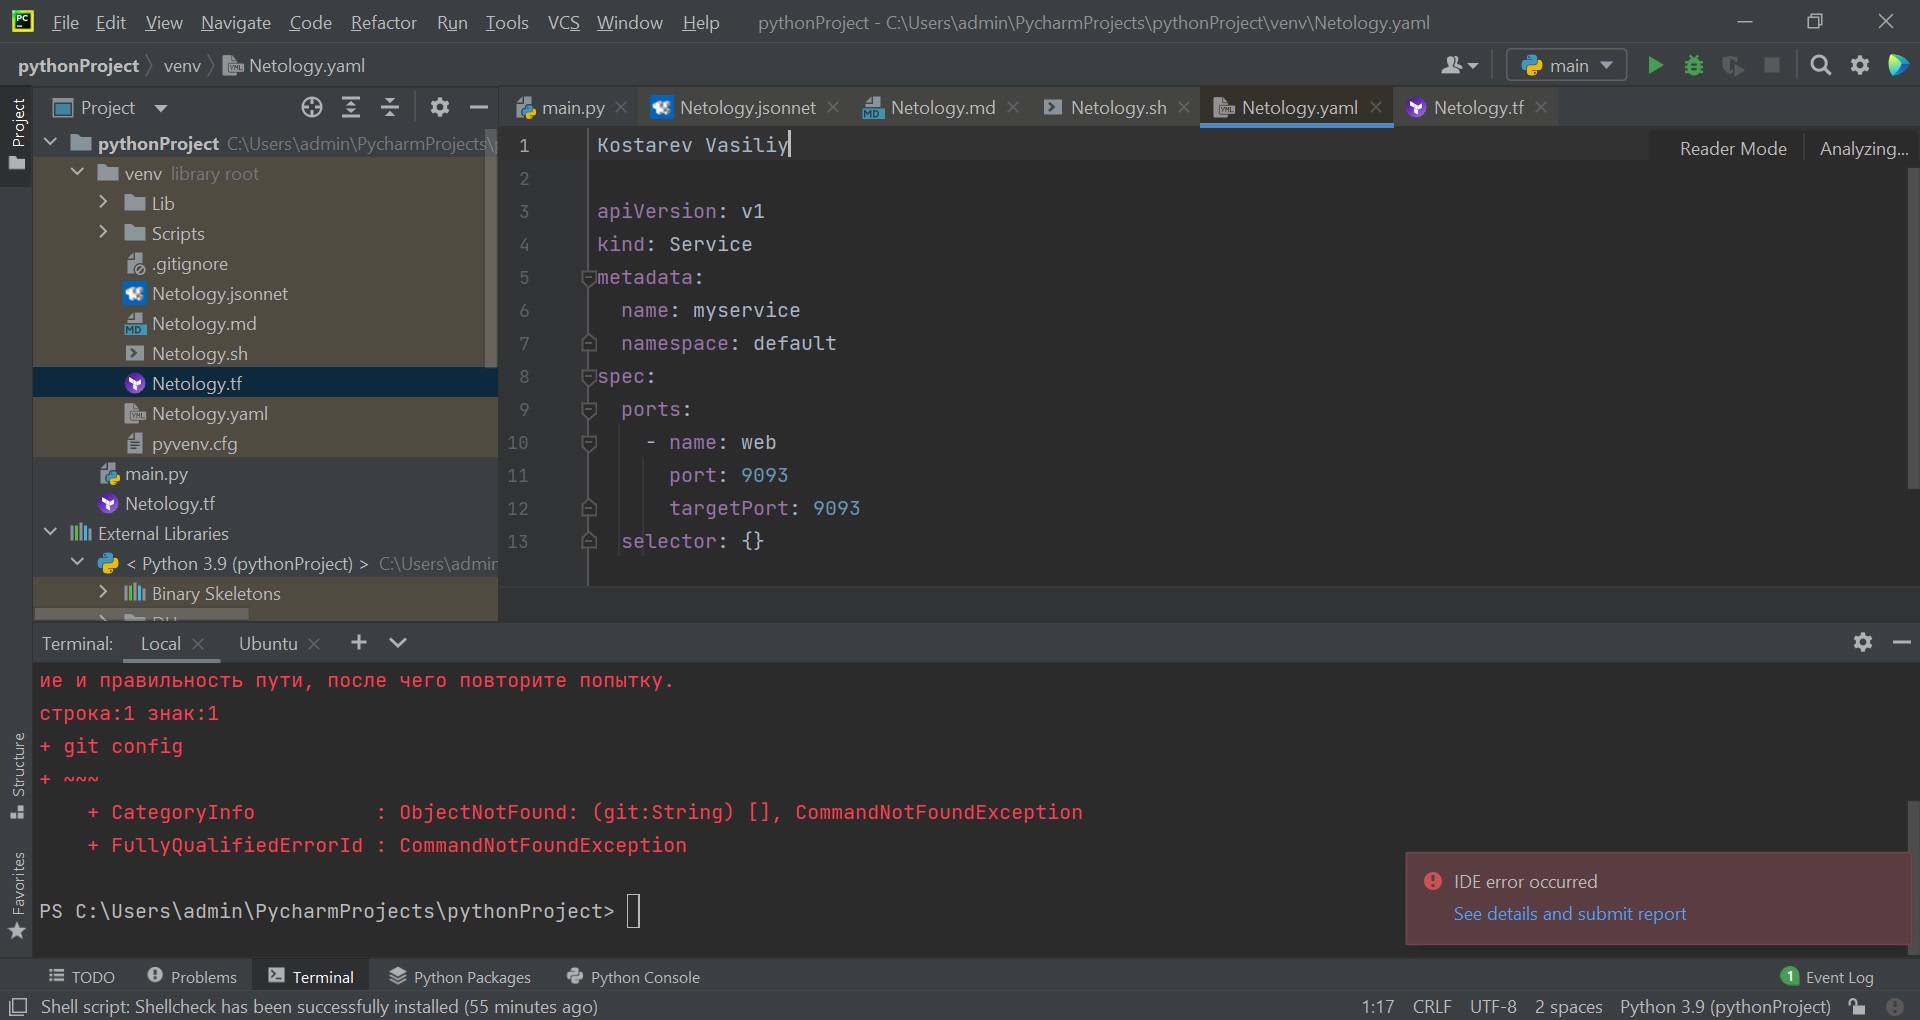 File Edit View Navigate Code Refactor Run Tools VCS Window Help pythonProject - C:\Users\admin\PycharmProjects\pythonProject\venv\Netology.yaml
pythonProject venv Netology.yaml main
Project
Project
main.py Netology.jsonnet Netology.md Netology.sh Netology.yaml Netology.tf
pythonProject C:\Users\admin\PycharmProjects\
venv library root
Lib
Scripts
.gitignore
Netology.jsonnet
Netology.md
Netology.sh
Netology.tf
Netology.yaml
pyvenv.cfg
main.py
Netology.tf
External Libraries
< Python 3.9 (pythonProject) > C:\Users\admin
Binary Skeletons
1 Kostarev Vasiliy
Reader Mode Analyzing...
2
3 apiVersion: v1
4 kind: Service
5 metadata:
6 name: myservice
7 namespace: default
8 spec:
9 ports:
10 - name: web
11 port: 9093
12 targetPort: 9093
13 selector: {}
Terminal: Local Ubuntu
ие и правильность пути, после чего повторите попытку.
строка:1 знак:1
+ git config
+ ~~~
+ CategoryInfo : ObjectNotFound: (git:String) [], CommandNotFoundException
+ FullyQualifiedErrorId : CommandNotFoundException
PS C:\Users\admin\PycharmProjects\pythonProject>
Structure
Favorites
IDE error occurred
See details and submit report
TODO Problems Terminal Python Packages Python Console 1 Event Log
Shell script: Shellcheck has been successfully installed (55 minutes ago) 1:17 CRLF UTF-8 2 spaces Python 3.9 (pythonProject)